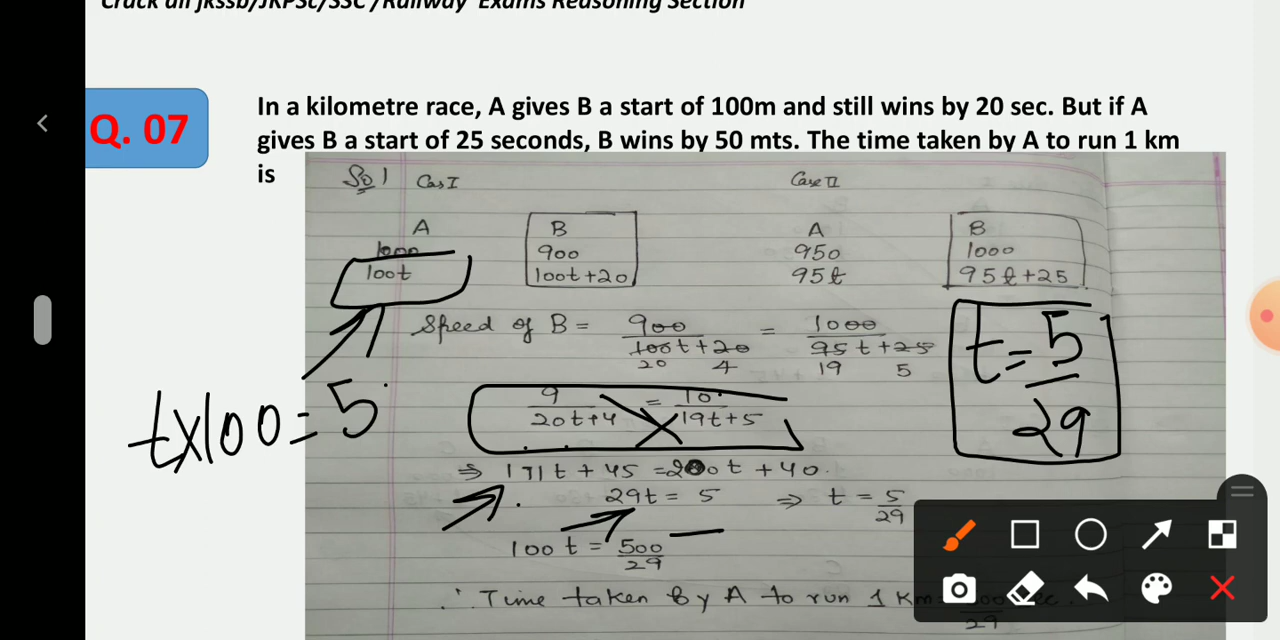 Crack all jkssb/JKPSc/SSC /Railway Exams Reasoning Section
Q. 07
In a kilometre race, A gives B a start of 100m and still wins by 20 sec. But if A
gives B a start of 25 seconds, B wins by 50 mts. The time taken by A to run 1 km
is
Sol Cas I Case II
A B A B
1000 900 950 1000
100t 100t+20 95t 95t+25
Speed of B = 900/100t+20 = 1000/95t+25
20 4 19 5
t = 5/29
9/20t+4 = 10/19t+5
tx100 = 5
⇒ 171t + 45 = 200t + 40.
29t = 5 ⇒ t = 5/29
100t = 500/29
∴ Time taken by A to run 1 Km
29